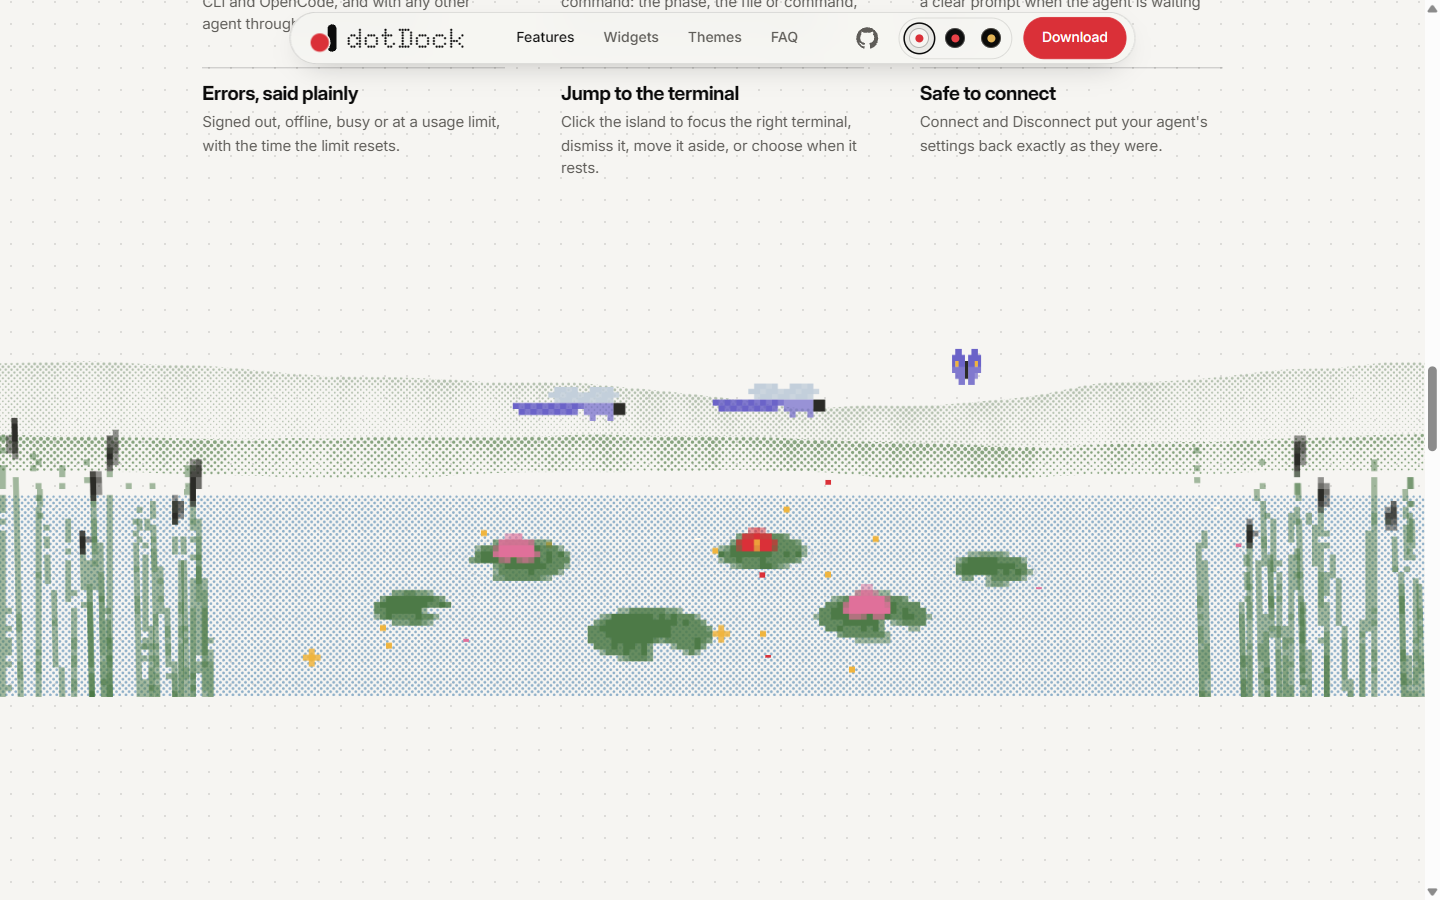 CLI and OpenCode, and with any other
command: the phase, the file or command,
a clear prompt when the agent is waiting
agent throug
dotDock
Features
Widgets
Themes
FAQ
Download
Errors, said plainly
Signed out, offline, busy or at a usage limit,
with the time the limit resets.
Jump to the terminal
Click the island to focus the right terminal,
dismiss it, move it aside, or choose when it
rests.
Safe to connect
Connect and Disconnect put your agent's
settings back exactly as they were.